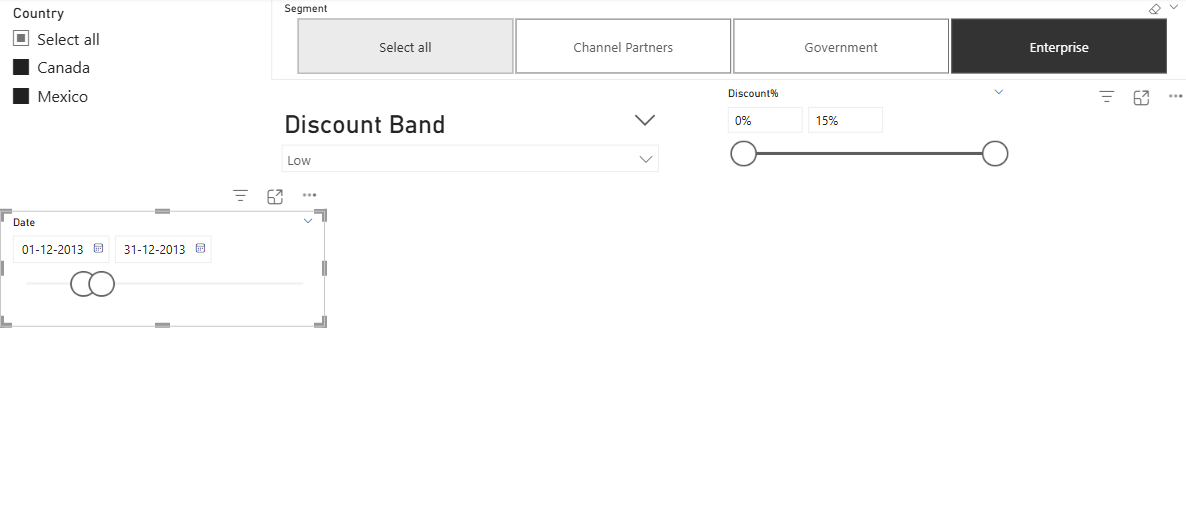 Country
Select all
Canada
Mexico
Segment
Select all Channel Partners Government Enterprise
Discount Band
Low
Discount%
0% 15%
Date
01-12-2013 31-12-2013